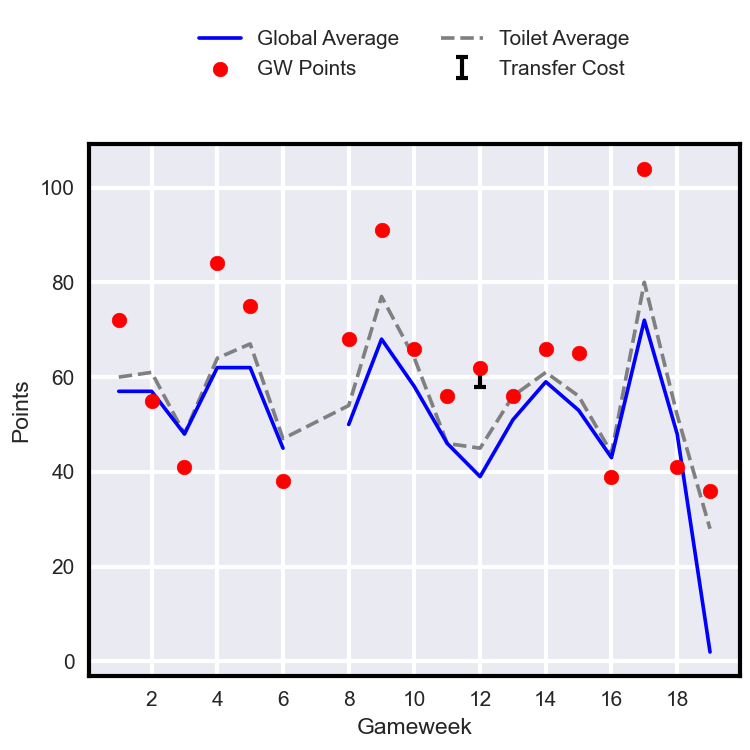 Global Average
Toilet Average
GW Points
Transfer Cost
100
80
60
40
20
0
Points
2 4 6 8 10 12 14 16 18
Gameweek